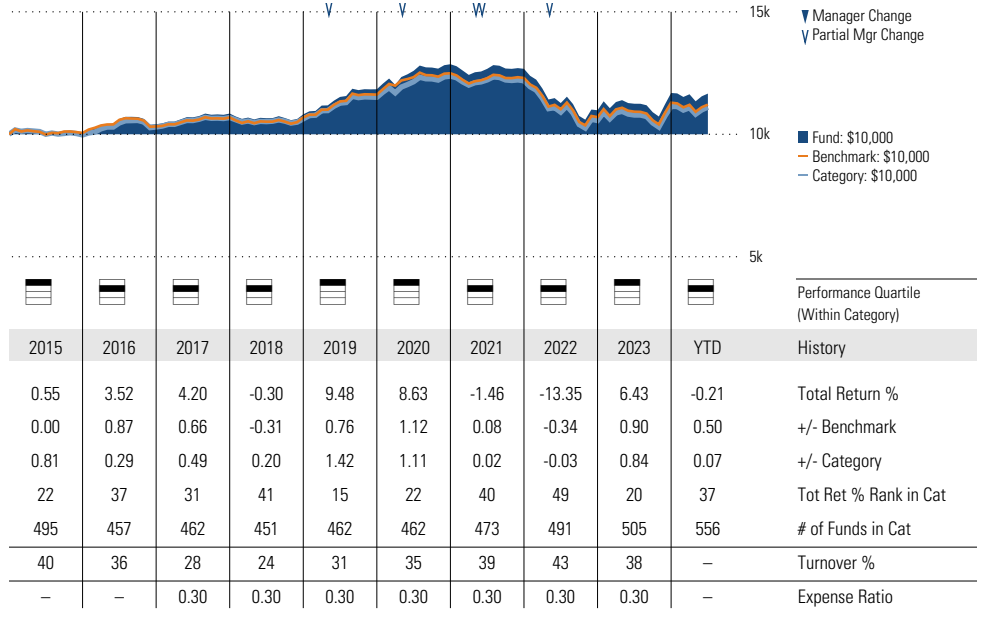 15k
Manager Change
Partial Mgr Change
10k
Fund: $10,000
Benchmark: $10,000
Category: $10,000
5k
Performance Quartile
(Within Category)
2015 2016 2017 2018 2019 2020 2021 2022 2023 YTD History
0.55 3.52 4.20 -0.30 9.48 8.63 -1.46 -13.35 6.43 -0.21 Total Return %
0.00 0.87 0.66 -0.31 0.76 1.12 0.08 -0.34 0.90 0.50 +/- Benchmark
0.81 0.29 0.49 0.20 1.42 1.11 0.02 -0.03 0.84 0.07 +/- Category
22 37 31 41 15 22 40 49 20 37 Tot Ret % Rank in Cat
495 457 462 451 462 462 473 491 505 556 # of Funds in Cat
40 36 28 24 31 35 39 43 38 – Turnover %
– – 0.30 0.30 0.30 0.30 0.30 0.30 0.30 – Expense Ratio